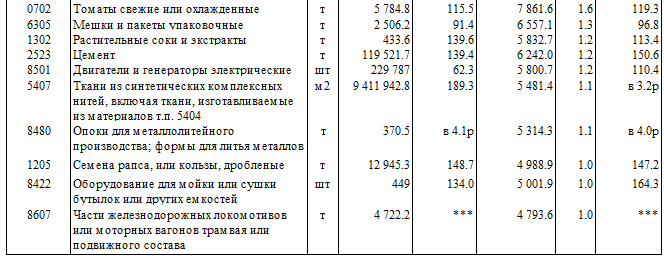 0702 Томаты свежие или охлажденные т 5 784.8 115.5 7 861.6 1.6 119.3
6305 Мешки и пакеты упаковочные т 2 506.2 91.4 6 557.1 1.3 96.8
1302 Растительные соки и экстракты т 433.6 139.6 5 832.7 1.2 113.4
2523 Цемент т 119 521.7 139.4 6 242.0 1.2 150.6
8501 Двигатели и генераторы электрические шт 229 787 62.3 5 800.7 1.2 110.4
5407 Ткани из синтетических комплексных м2 9 411 942.8 189.3 5 481.4 1.1 в 3.2р
нитей, включая ткани, изготавливаемые
из материалов т.п. 5404
8480 Опоки для металлолитейного т 370.5 в 4.1р 5 314.3 1.1 в 4.0р
производства; формы для литья металлов
1205 Семена рапса, или кользы, дробленые т 12 945.3 148.7 4 988.9 1.0 147.2
8422 Оборудование для мойки или сушки шт 449 134.0 5 001.9 1.0 164.3
бутылок или других емкостей
8607 Части железнодорожных локомотивов т 4 722.2 *** 4 793.6 1.0 ***
или моторных вагонов трамвая или
подвижного состава